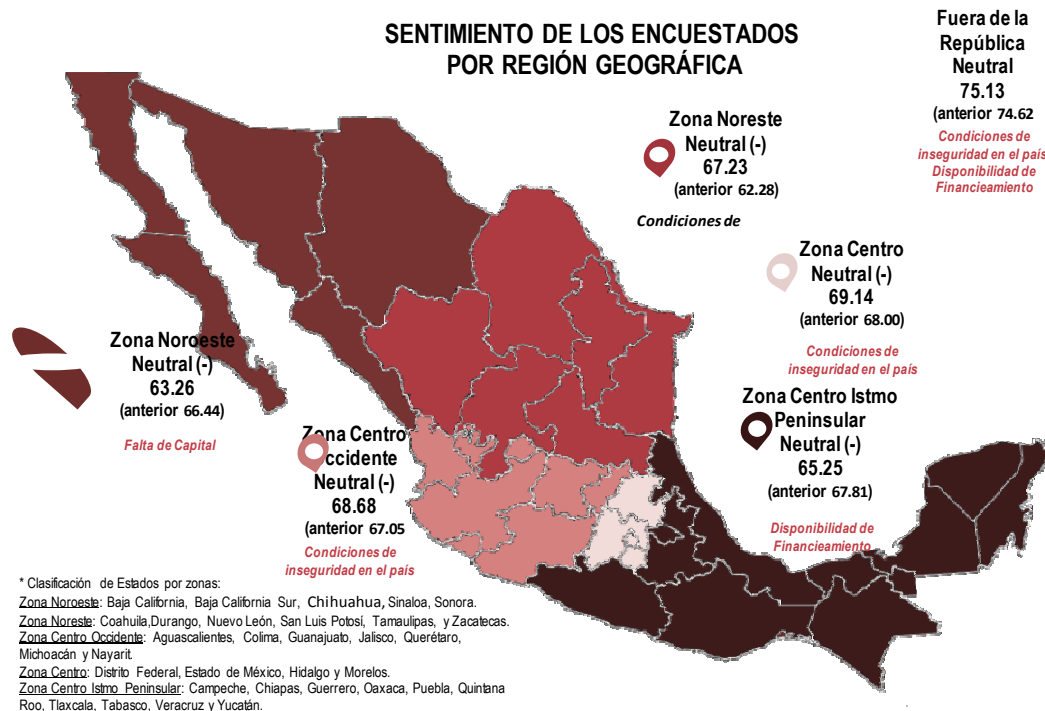 SENTIMIENTO DE LOS ENCUESTADOS
POR REGIÓN GEOGRÁFICA
Fuera de la
República
Neutral
75.13
(anterior 74.62
Condiciones de
inseguridad en el país
Disponibilidad de
Financieamiento
Zona Noreste
Neutral (-)
67.23
(anterior 62.28)
Condiciones de
Zona Centro
Neutral (-)
69.14
(anterior 68.00)
Condiciones de
inseguridad en el país
Zona Noroeste
Neutral (-)
63.26
(anterior 66.44)
Falta de Capital
Zona Centro Istmo
Peninsular
Neutral (-)
65.25
(anterior 67.81)
Disponibilidad de
Financieamiento
Zona Centro
Occidente
Neutral (-)
68.68
(anterior 67.05
Condiciones de
inseguridad en el país
* Clasificación de Estados por zonas:
Zona Noroeste: Baja California, Baja California Sur, Chihuahua, Sinaloa, Sonora.
Zona Noreste: Coahuila,Durango, Nuevo León, San Luis Potosí, Tamaulipas, y Zacatecas.
Zona Centro Occidente: Aguascalientes, Colima, Guanajuato, Jalisco, Querétaro,
Michoacán y Nayarit.
Zona Centro: Distrito Federal, Estado de México, Hidalgo y Morelos.
Zona Centro Istmo Peninsular: Campeche, Chiapas, Guerrero, Oaxaca, Puebla, Quintana
Roo, Tlaxcala, Tabasco, Veracruz y Yucatán.